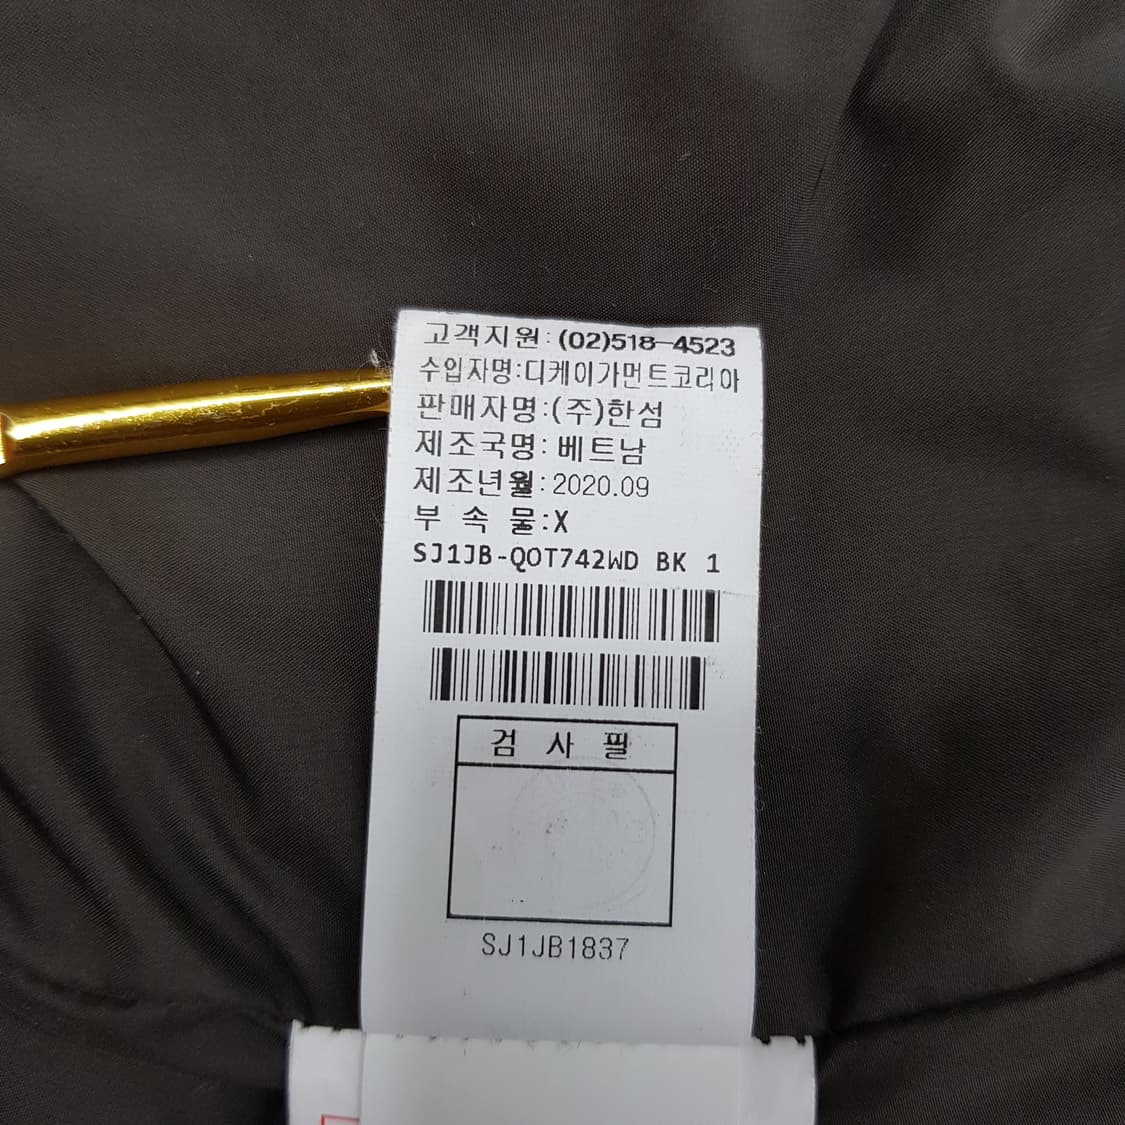 고객지원: (02)518-4523
수입자명:디케이가먼트코리아
판매자명:(주)한섬
제조국명: 베트남
제조년월:2020.09
부 속 물:X
SJ1JB-QOT742WD BK 1
검 사 필
SJ1JB1837